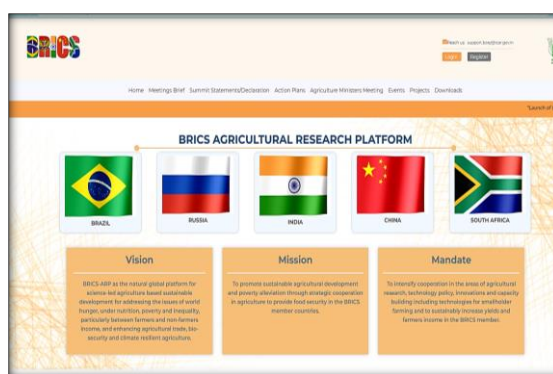 BRICS
Reach us
Login Register
Home Meetings Brief Summit Statements/Declaration Action Plans Agriculture Ministers Meeting Events Projects Downloads
"Launch of
BRICS AGRICULTURAL RESEARCH PLATFORM
BRAZIL
RUSSIA
INDIA
CHINA
SOUTH AFRICA
Vision
BRICS-ARP as the natural global platform for
science-led agriculture based sustainable
development for addressing the issues of world
hunger, under nutrition, poverty and inequality,
particularly between farmers and non-farmers
income, and enhancing agricultural trade, bio-
security and climate resilient agriculture.
Mission
To promote sustainable agricultural development
and poverty alleviation through strategic cooperation
in agriculture to provide food security in the BRICS
member countries.
Mandate
To intensify cooperation in the areas of agricultural
research, technology policy, innovations and capacity
building including technologies for smallholder
farming and to sustainably increase yields and
farmers income in the BRICS member.